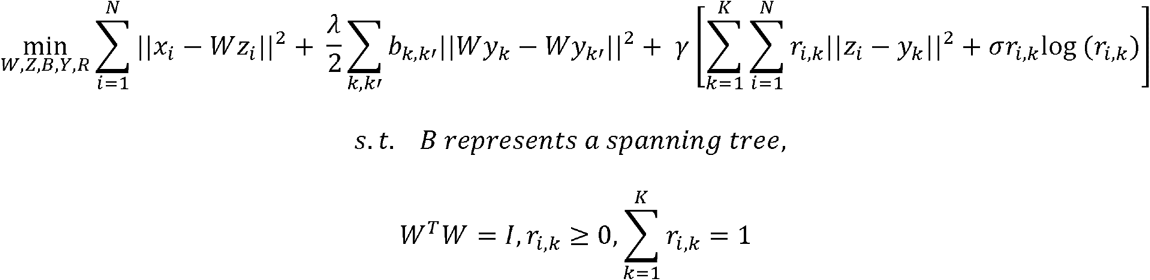 min_{W,Z,B,Y,R} ∑_{i=1}^{N} ||x_i − Wz_i||² + λ/2 ∑_{k,k′} b_{k,k′}||Wy_k − Wy_{k′}||² + γ [∑_{k=1}^{K} ∑_{i=1}^{N} r_{i,k}||z_i − y_k||² + σr_{i,k}log (r_{i,k})]
s.t. B represents a spanning tree,
W^T W = I, r_{i,k} ≥ 0, ∑_{k=1}^{K} r_{i,k} = 1